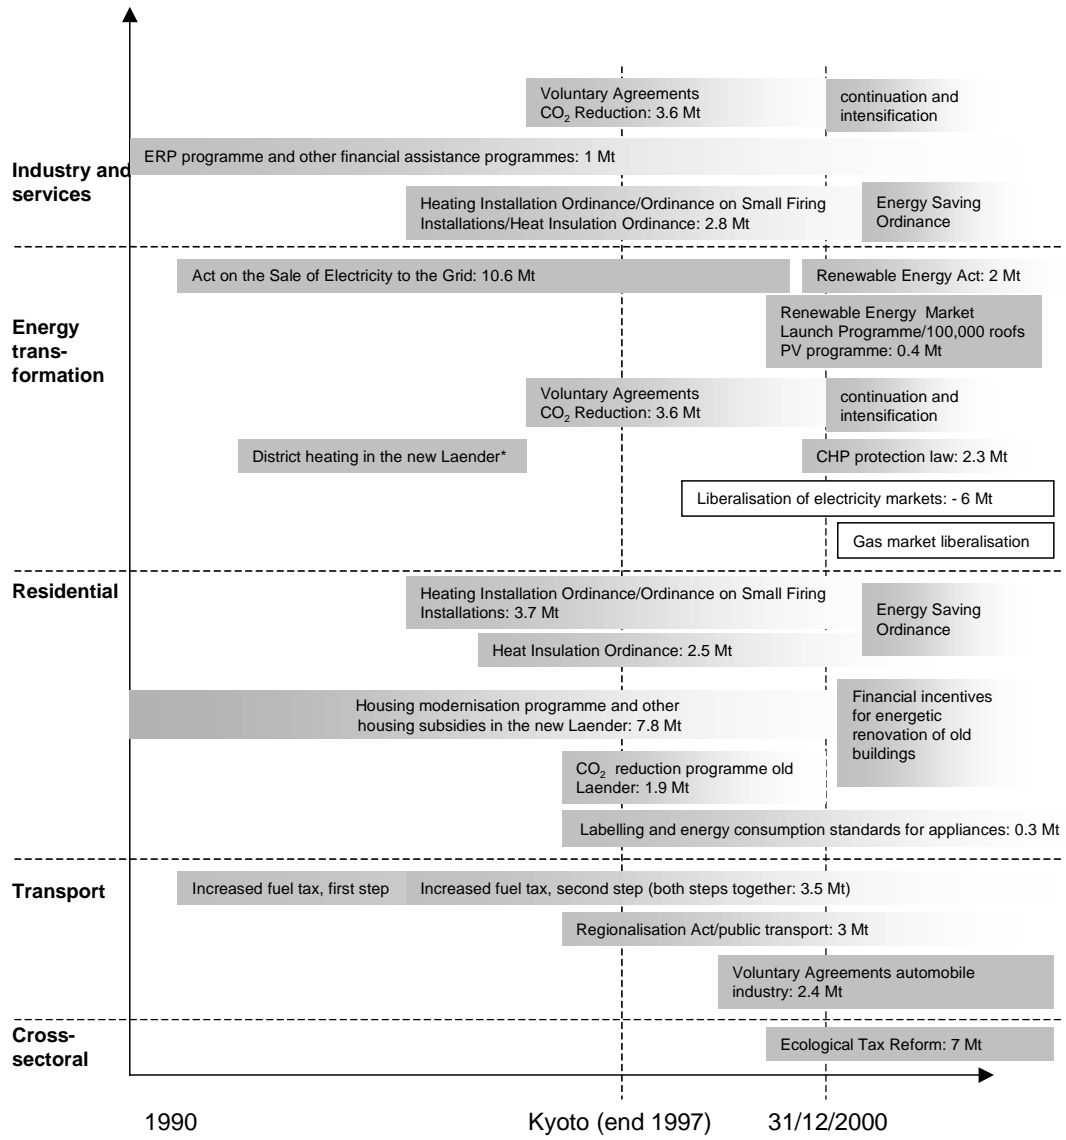 Voluntary Agreements
CO₂ Reduction: 3.6 Mt
continuation and
intensification
ERP programme and other financial assistance programmes: 1 Mt
Industry and
services
Heating Installation Ordinance/Ordinance on Small Firing
Installations/Heat Insulation Ordinance: 2.8 Mt
Energy Saving
Ordinance
Act on the Sale of Electricity to the Grid: 10.6 Mt
Renewable Energy Act: 2 Mt
Energy
trans-
formation
Renewable Energy Market
Launch Programme/100,000 roofs
PV programme: 0.4 Mt
Voluntary Agreements
CO₂ Reduction: 3.6 Mt
continuation and
intensification
District heating in the new Laender*
CHP protection law: 2.3 Mt
Liberalisation of electricity markets: - 6 Mt
Gas market liberalisation
Residential
Heating Installation Ordinance/Ordinance on Small Firing
Installations: 3.7 Mt
Energy Saving
Ordinance
Heat Insulation Ordinance: 2.5 Mt
Housing modernisation programme and other
housing subsidies in the new Laender: 7.8 Mt
Financial incentives
for energetic
renovation of old
buildings
CO₂ reduction programme old
Laender: 1.9 Mt
Labelling and energy consumption standards for appliances: 0.3 Mt
Transport
Increased fuel tax, first step
Increased fuel tax, second step (both steps together: 3.5 Mt)
Regionalisation Act/public transport: 3 Mt
Voluntary Agreements automobile
industry: 2.4 Mt
Cross-
sectoral
Ecological Tax Reform: 7 Mt
1990
Kyoto (end 1997)
31/12/2000